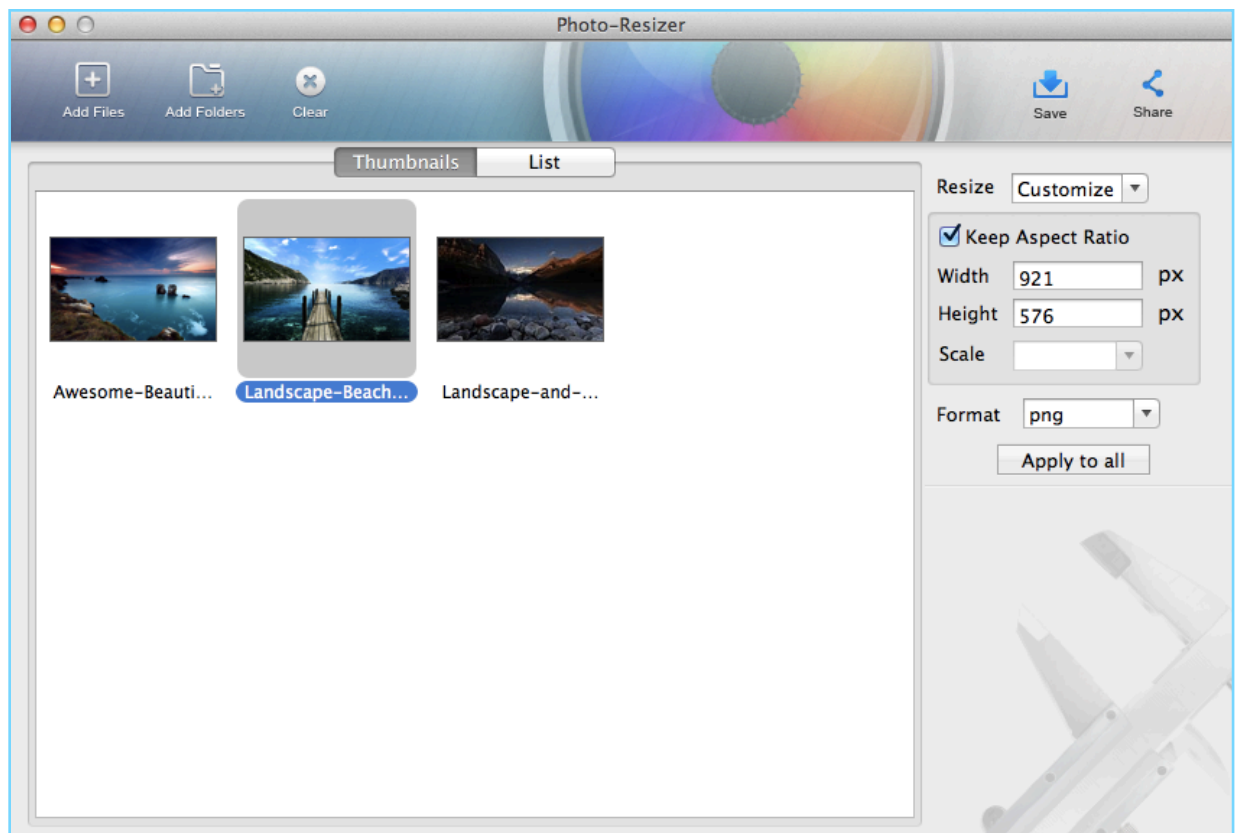 Photo-Resizer
Add Files
Add Folders
Clear
Save
Share
Thumbnails
List
Resize
Customize
Keep Aspect Ratio
Width 921 px
Height 576 px
Scale
Format png
Apply to all
Awesome-Beauti...
Landscape-Beach...
Landscape-and-...